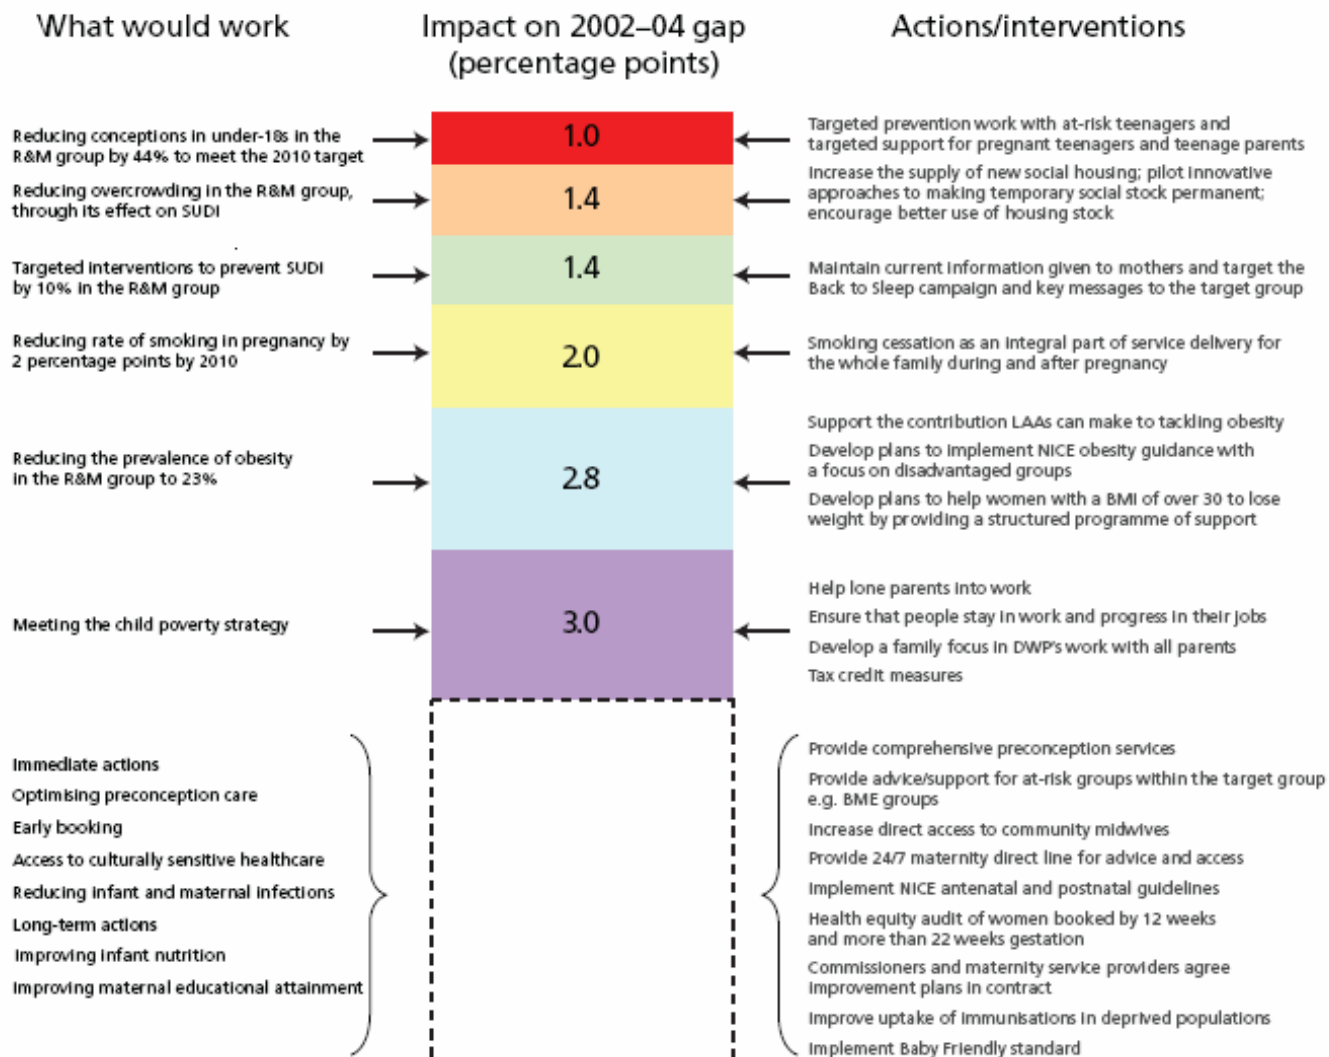 What would work
Impact on 2002–04 gap
(percentage points)
Actions/interventions
Reducing conceptions in under-18s in the
R&M group by 44% to meet the 2010 target
1.0
Targeted prevention work with at-risk teenagers and
targeted support for pregnant teenagers and teenage parents
Reducing overcrowding in the R&M group,
through its effect on SUDI
1.4
Increase the supply of new social housing; pilot innovative
approaches to making temporary social stock permanent;
encourage better use of housing stock
Targeted interventions to prevent SUDI
by 10% in the R&M group
1.4
Maintain current information given to mothers and target the
Back to Sleep campaign and key messages to the target group
Reducing rate of smoking in pregnancy by
2 percentage points by 2010
2.0
Smoking cessation as an integral part of service delivery for
the whole family during and after pregnancy
Reducing the prevalence of obesity
in the R&M group to 23%
2.8
Support the contribution LAAs can make to tackling obesity
Develop plans to implement NICE obesity guidance with
a focus on disadvantaged groups
Develop plans to help women with a BMI of over 30 to lose
weight by providing a structured programme of support
Meeting the child poverty strategy
3.0
Help lone parents into work
Ensure that people stay in work and progress in their jobs
Develop a family focus in DWP's work with all parents
Tax credit measures
Immediate actions
Optimising preconception care
Early booking
Access to culturally sensitive healthcare
Reducing infant and maternal infections
Long-term actions
Improving infant nutrition
Improving maternal educational attainment
Provide comprehensive preconception services
Provide advice/support for at-risk groups within the target group
e.g. BME groups
Increase direct access to community midwives
Provide 24/7 maternity direct line for advice and access
Implement NICE antenatal and postnatal guidelines
Health equity audit of women booked by 12 weeks
and more than 22 weeks gestation
Commissioners and maternity service providers agree
improvement plans in contract
Improve uptake of immunisations in deprived populations
Implement Baby Friendly standard